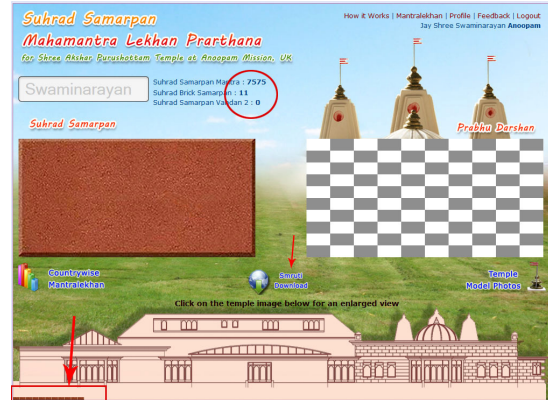 Suhrad Samarpan
Mahamantra Lekhan Prarthana
for Shree Akshar Purushottam Temple at Anoopam Mission, UK
How it Works | Mantralekhan | Profile | Feedback | Logout
Jay Shree Swaminarayan Anoopam
Swaminarayan
Suhrad Samarpan Mantra : 7575
Suhrad Brick Samarpan : 11
Suhrad Samarpan Vandan 2 : 0
Suhrad Samarpan
Prabhu Darshan
Countrywise
Mantralekhan
Smruti
Download
Temple
Model Photos
Click on the temple image below for an enlarged view